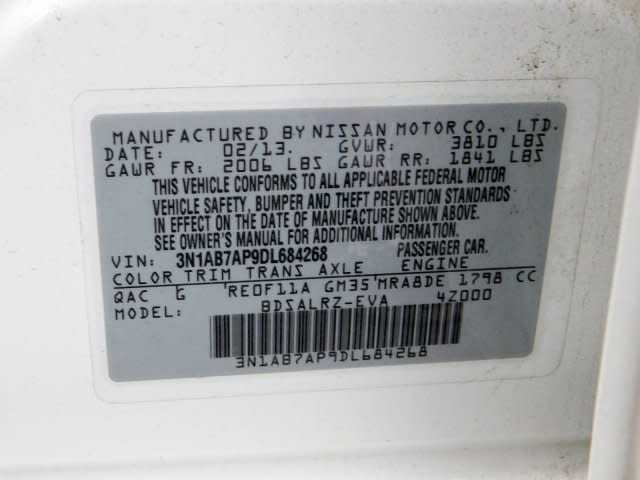 MANUFACTURED BY NISSAN MOTOR CO., LTD.
DATE: 02/13. GVWR: 3810 LBS
GAWR FR: 2006 LBS GAWR RR: 1841 LBS
THIS VEHICLE CONFORMS TO ALL APPLICABLE FEDERAL MOTOR
VEHICLE SAFETY, BUMPER AND THEFT PREVENTION STANDARDS
IN EFFECT ON THE DATE OF MANUFACTURE SHOWN ABOVE.
SEE OWNER'S MANUAL FOR ADDITIONAL INFORMATION
VIN: 3N1AB7AP9DL684268 PASSENGER CAR.
COLOR TRIM TRANS AXLE ENGINE
QAC G 'RE0F11A GM35'MRA8DE 1798 CC
MODEL: BDSALRZ-EVA 4Z000
3N1AB7AP9DL684268